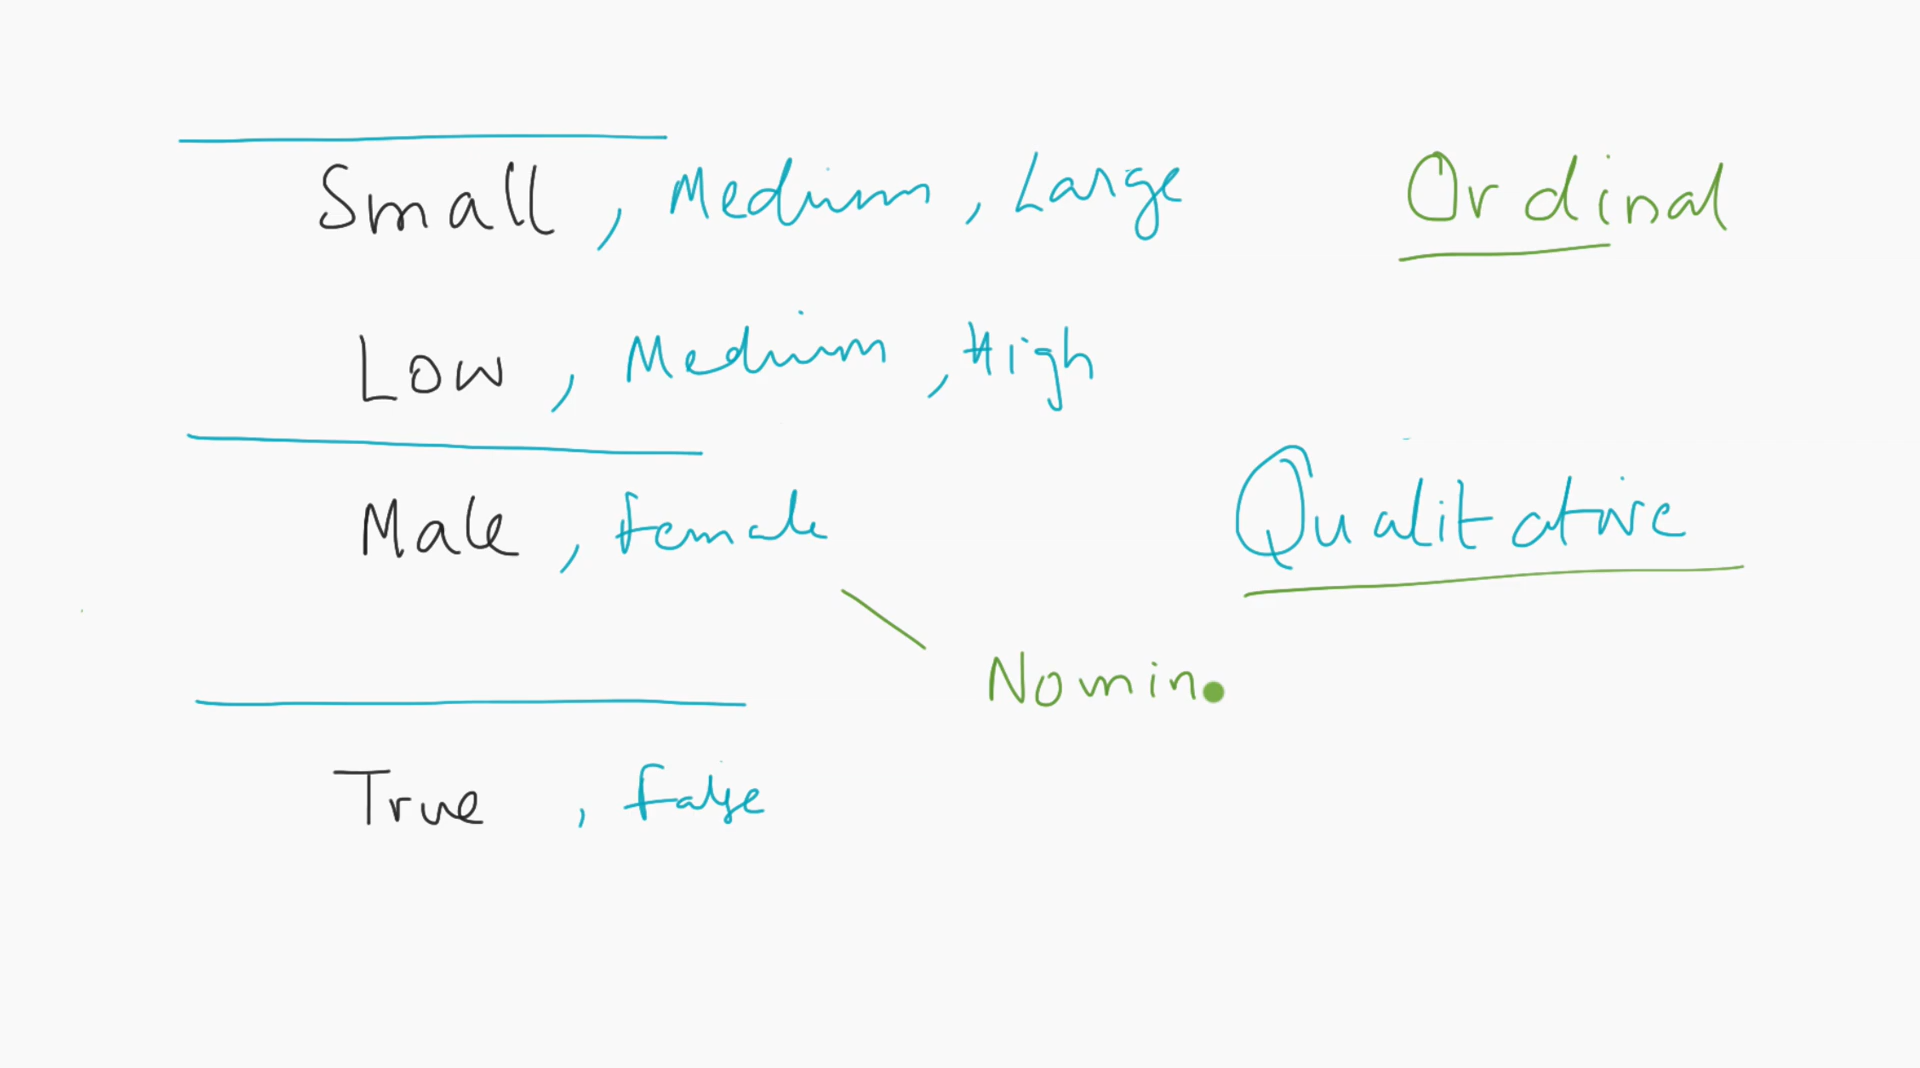 Small, Medium, Large Ordinal
Low, Medium, High
Male, Female Qualitative
Nomin
True, False